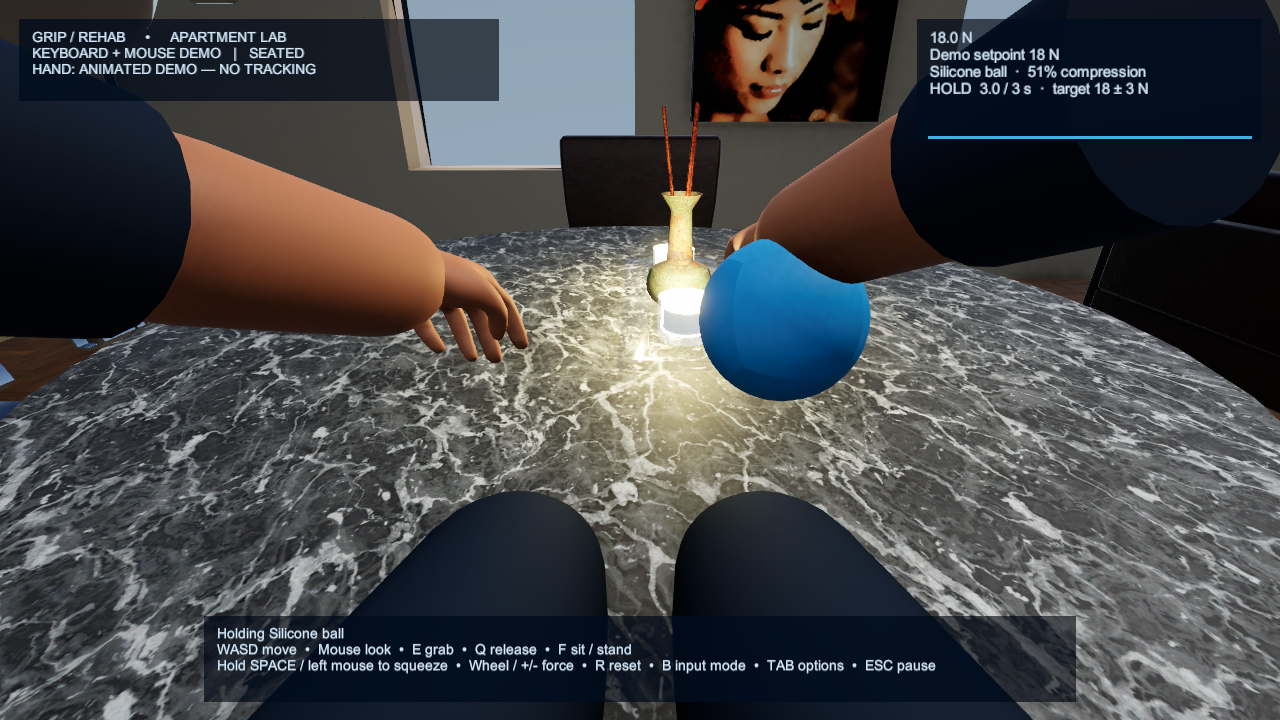 GRIP / REHAB • APARTMENT LAB
KEYBOARD + MOUSE DEMO | SEATED
HAND: ANIMATED DEMO — NO TRACKING
18.0 N
Demo setpoint 18 N
Silicone ball · 51% compression
HOLD 3.0 / 3 s · target 18 ± 3 N
Holding Silicone ball
WASD move • Mouse look • E grab • Q release • F sit / stand
Hold SPACE / left mouse to squeeze • Wheel / +/- force • R reset • B input mode • TAB options • ESC pause